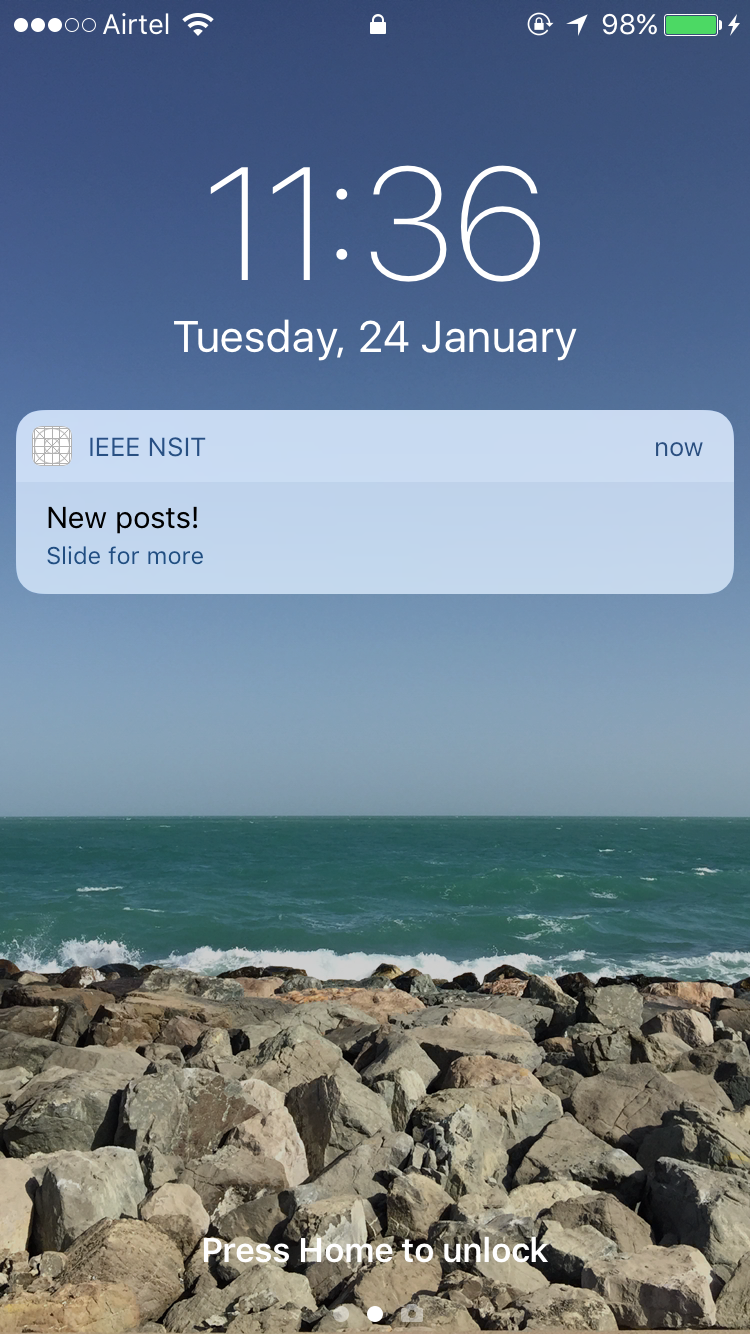 Airtel 98%
11:36
Tuesday, 24 January
IEEE NSIT now
New posts!
Slide for more
Press Home to unlock